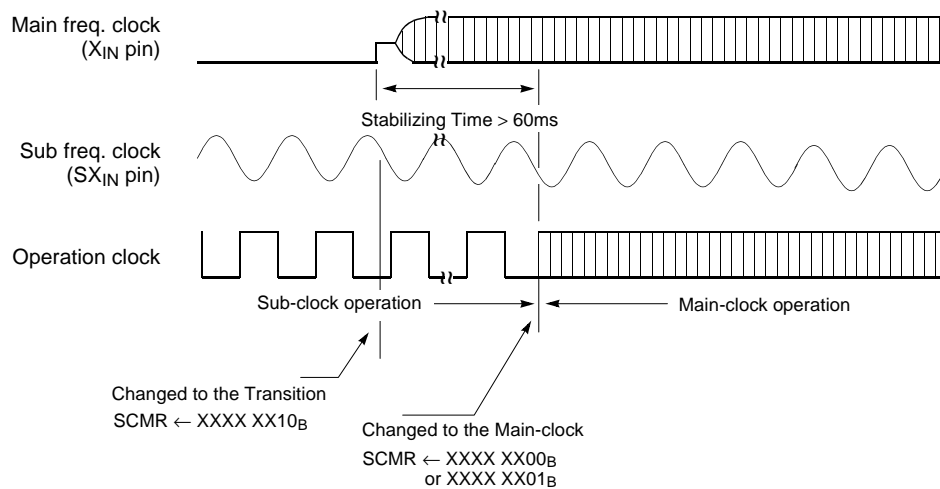 Main freq. clock
(XIN pin)
Stabilizing Time > 60ms
Sub freq. clock
(SXIN pin)
Operation clock
Sub-clock operation
Main-clock operation
Changed to the Transition
SCMR ← XXXX XX10B
Changed to the Main-clock
SCMR ← XXXX XX00B
or XXXX XX01B